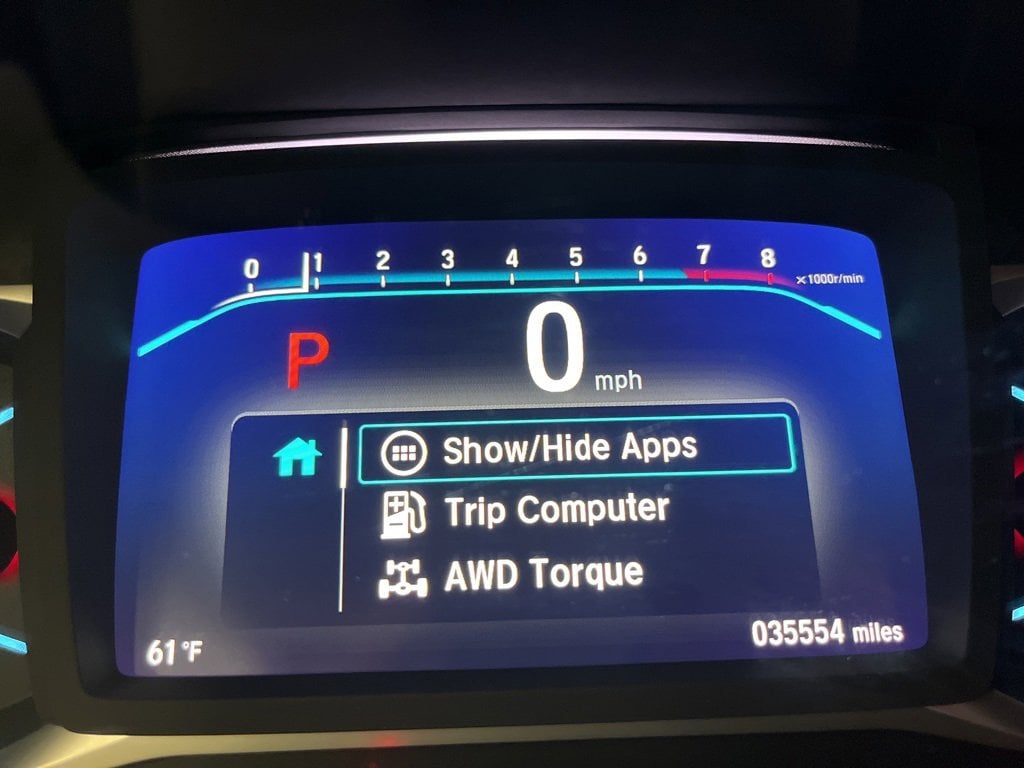 0 1 2 3 4 5 6 7 8 ×1000r/min
P 0 mph
Show/Hide Apps
Trip Computer
AWD Torque
61°F 035554 miles